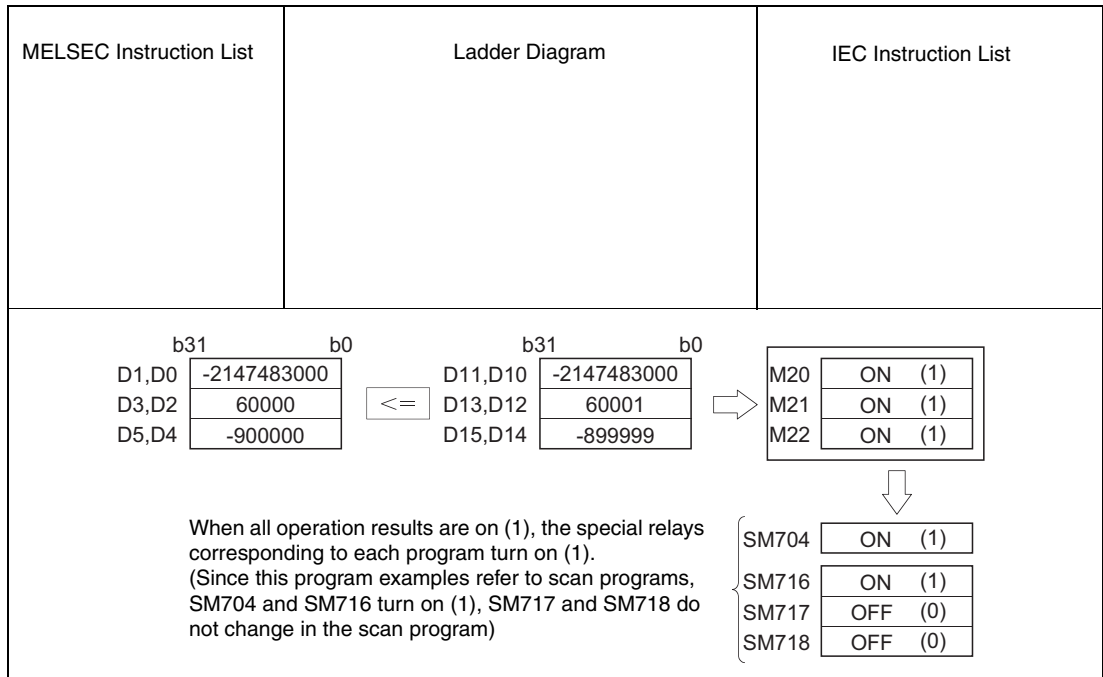 MELSEC Instruction List Ladder Diagram IEC Instruction List
b31 b0 b31 b0
D1,D0 -2147483000 D11,D10 -2147483000 M20 ON (1)
D3,D2 60000 <= D13,D12 60001 M21 ON (1)
D5,D4 -900000 D15,D14 -899999 M22 ON (1)
When all operation results are on (1), the special relays
corresponding to each program turn on (1).
(Since this program examples refer to scan programs,
SM704 and SM716 turn on (1), SM717 and SM718 do
not change in the scan program)
SM704 ON (1)
SM716 ON (1)
SM717 OFF (0)
SM718 OFF (0)